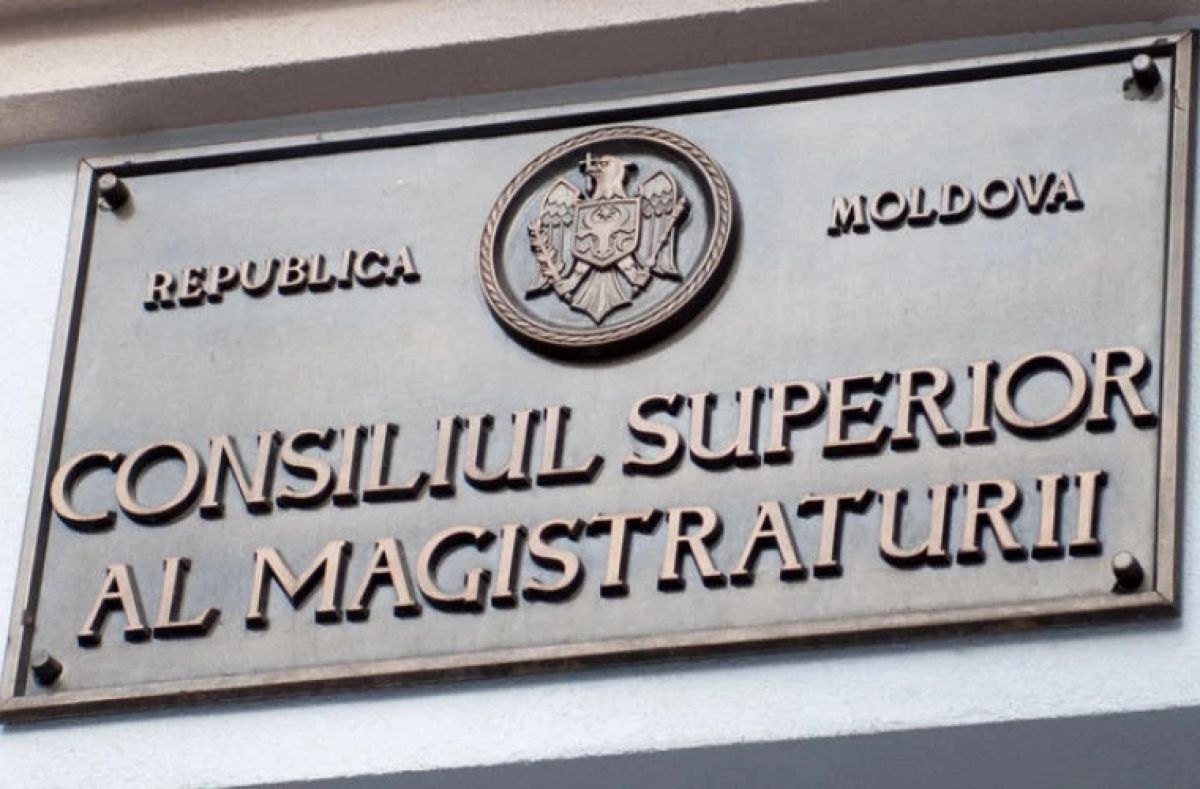 REPUBLICA MOLDOVA
CONSILIUL SUPERIOR
AL MAGISTRATURII